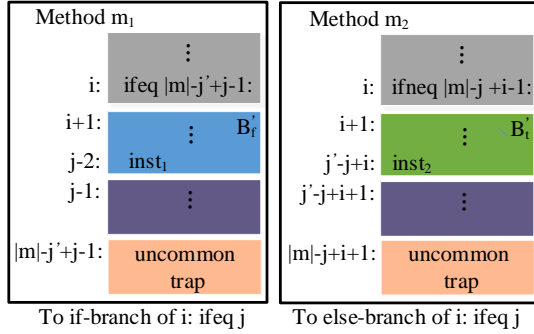 Method m₁
⋮
i: ifeq |m|-j'+j-1:
i+1: B'f
⋮
j-2: inst₁
j-1: ⋮
|m|-j'+j-1: uncommon
trap
To if-branch of i: ifeq j
Method m₂
⋮
i: ifneq |m|-j +i-1:
i+1: B't
⋮
j'-j+i: inst₂
j'-j+i+1: ⋮
|m|-j+i+1: uncommon
trap
To else-branch of i: ifeq j